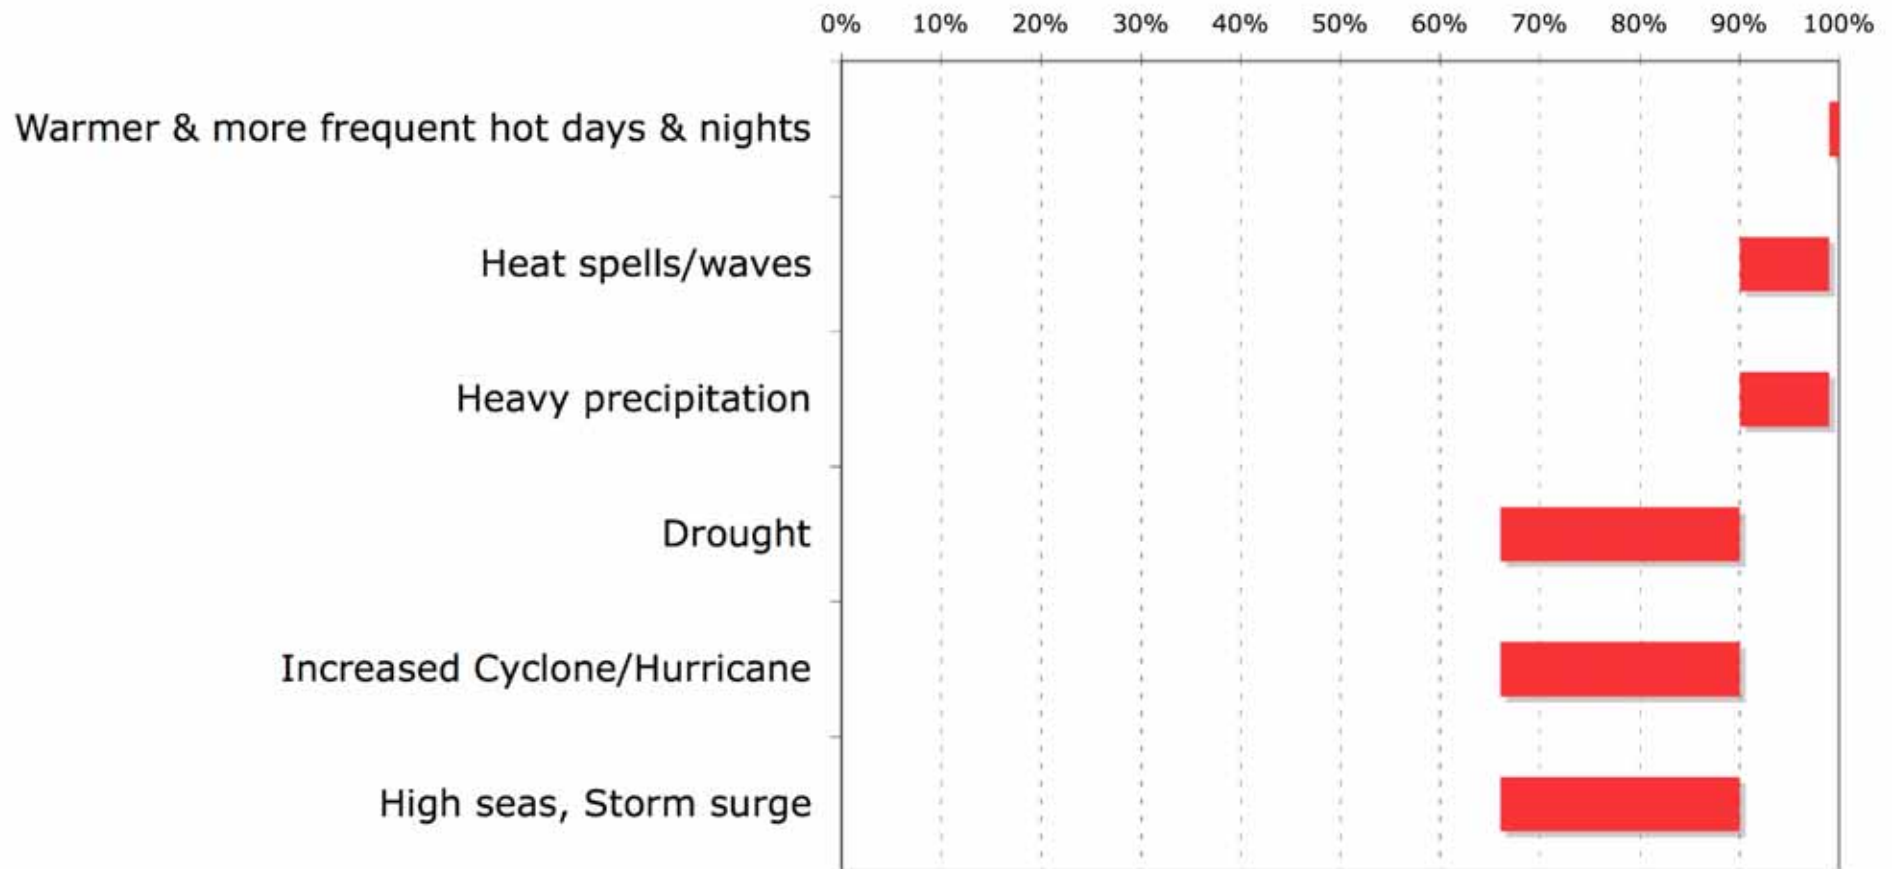 0% 10% 20% 30% 40% 50% 60% 70% 80% 90% 100%
Warmer & more frequent hot days & nights
Heat spells/waves
Heavy precipitation
Drought
Increased Cyclone/Hurricane
High seas, Storm surge